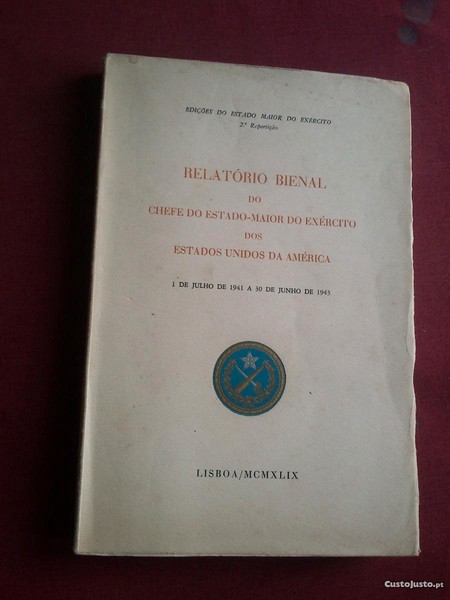 EDIÇÕES DO ESTADO MAIOR DO EXÉRCITO
2.ª Repartição
RELATÓRIO BIENAL
DO
CHEFE DO ESTADO-MAIOR DO EXÉRCITO
DOS
ESTADOS UNIDOS DA AMÉRICA
1 DE JULHO DE 1941 A 30 DE JUNHO DE 1943
LISBOA/MCMXLIX
CustoJusto.pt